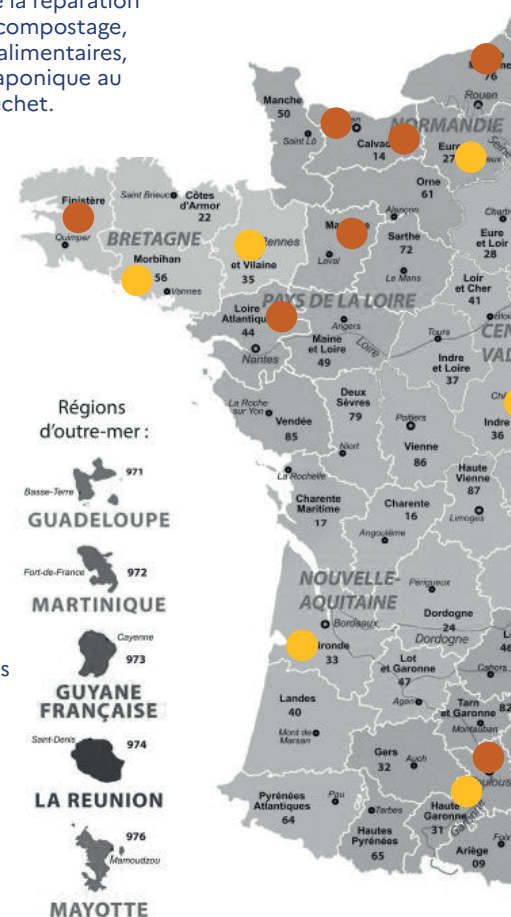 la réparation
compostage,
alimentaires,
aponique au
échet.
76
Rouen
Manche
50
Saint Lô
NORMANDIE
Calvados
14
27
Seine
Orne
61
Alençon
Finistère
Saint Brieuc
Côtes
d'Armor
22
Quimper
BRETAGNE
Rennes
et Vilaine
35
Morbihan
56
Vannes
Laval
Sarthe
72
Le Mans
Eure
et Loir
28
Loir
et Cher
41
PAYS DE LA LOIRE
Loire
Atlantique
44
Nantes
Angers
Maine
et Loire
49
Loire
Tours
CEN
VAL
Indre
et Loire
37
Indre
36
La Roche
sur Yon
Vendée
85
Deux
Sèvres
79
Niort
Poitiers
Vienne
86
La Rochelle
Charente
Maritime
17
Charente
16
Angoulême
Haute
Vienne
87
Limoges
NOUVELLE-
AQUITAINE
Périgueux
Dordogne
24
Dordogne
Bordeaux
ironde
33
Lot
et Garonne
47
Agen
Cahors
46
Landes
40
Mont de
Marsan
Tarn
et Garonne 82
Montauban
Gers
32
Auch
Pyrénées
Atlantiques
64
Pau
Tarbes
Hautes
Pyrénées
65
Haute
Garonne
31
Garonne
Ariège
09
Foix
Régions
d'outre-mer :
971
Basse-Terre
GUADELOUPE
Fort-de-France
972
MARTINIQUE
Cayenne
973
GUYANE
FRANÇAISE
Saint-Denis
974
LA REUNION
976
Mamoudzou
MAYOTTE